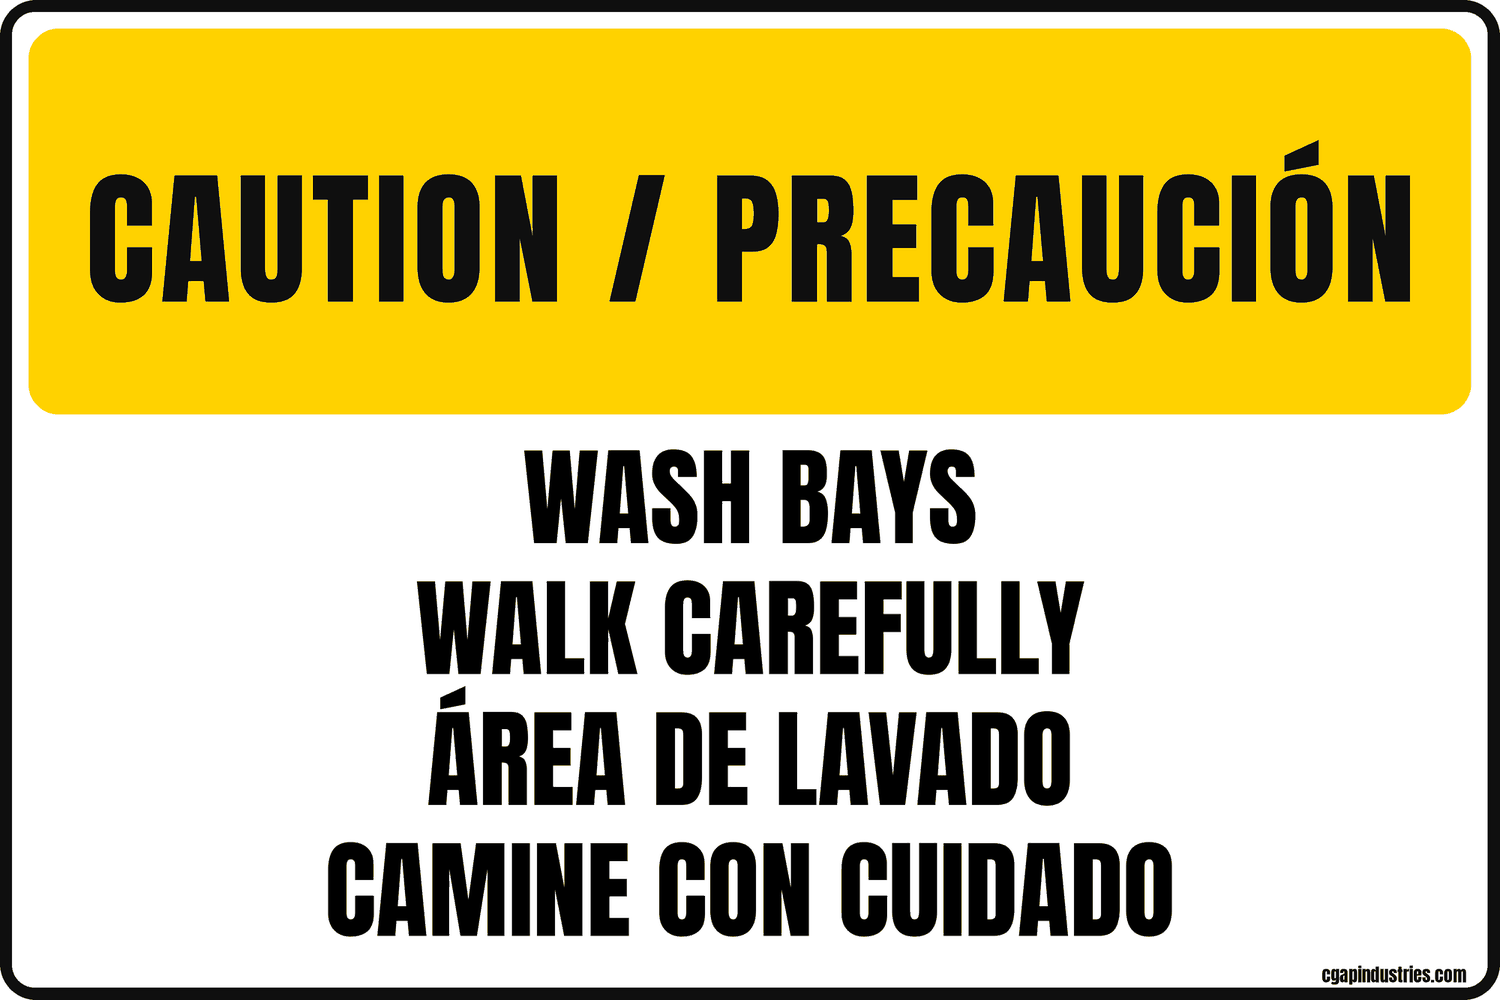 CAUTION / PRECAUCIÓN
WASH BAYS
WALK CAREFULLY
ÁREA DE LAVADO
CAMINE CON CUIDADO
cgapindustries.com